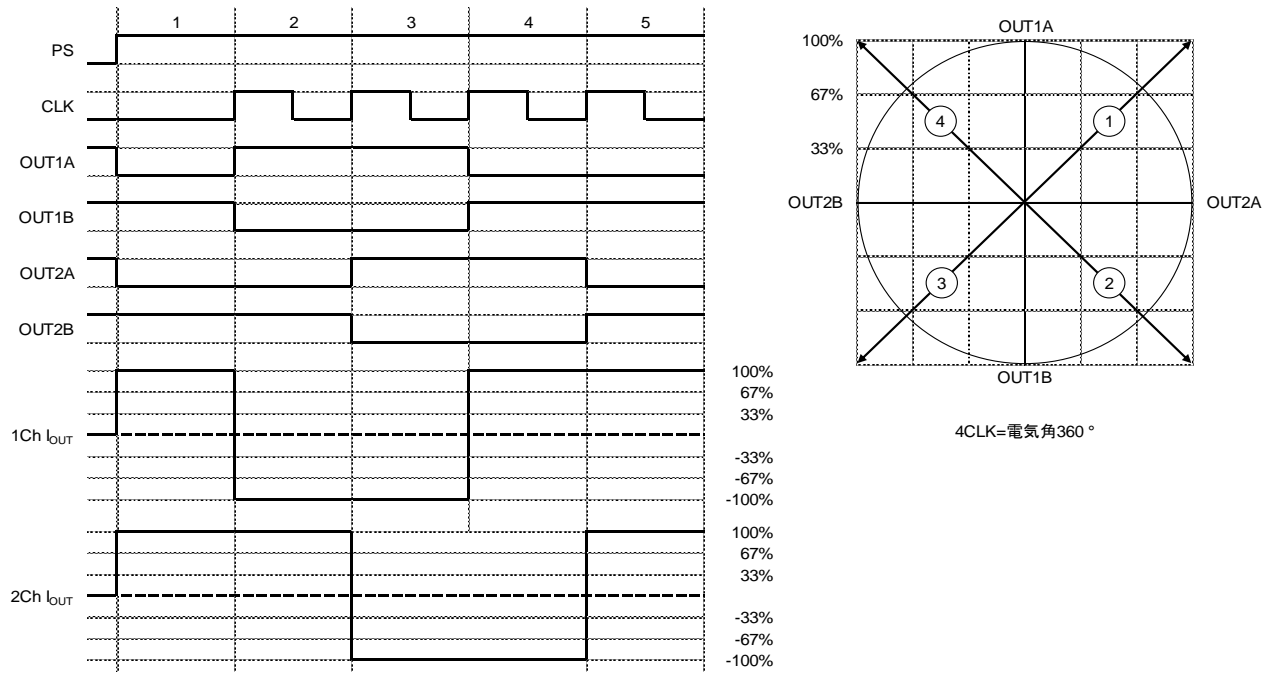 1 2 3 4 5
PS
CLK
OUT1A
OUT1B
OUT2A
OUT2B
1Ch IOUT
100%
67%
33%
-33%
-67%
-100%
2Ch IOUT
100%
67%
33%
-33%
-67%
-100%
OUT1A
100%
67%
33%
4
1
OUT2B
OUT2A
3
2
OUT1B
4CLK=電気角360 °